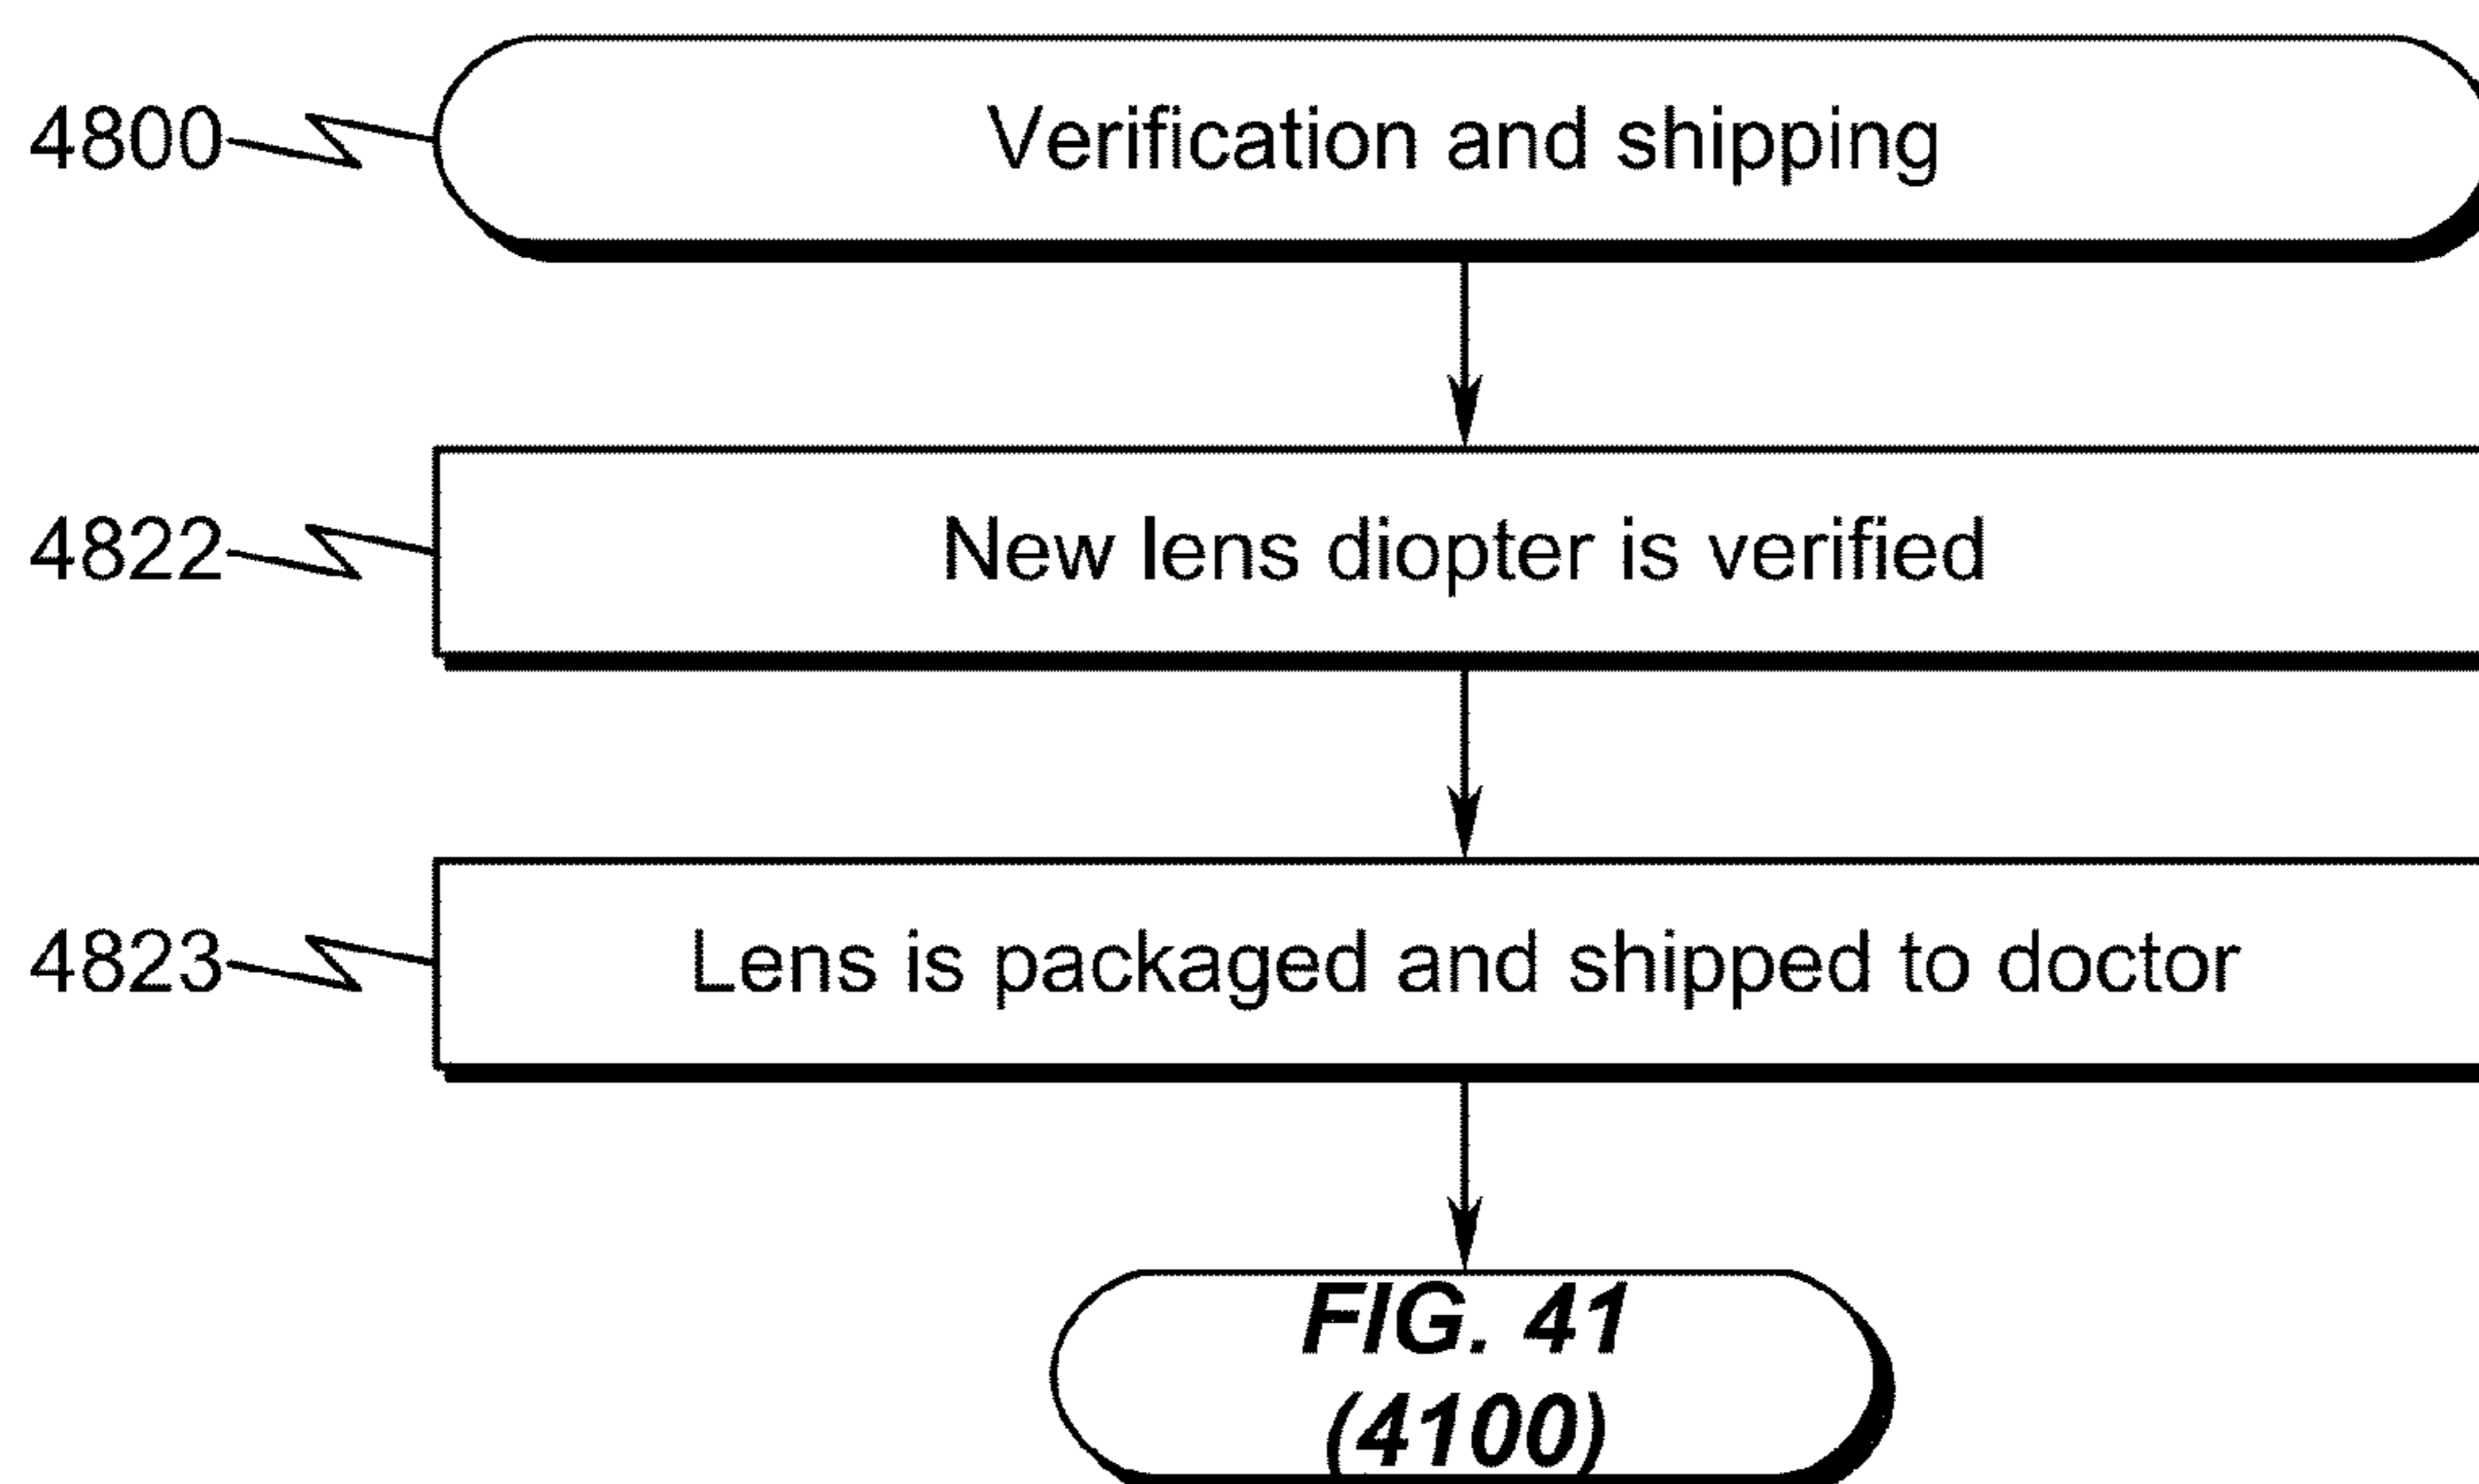 4800 Verification and shipping
4822 New lens diopter is verified
4823 Lens is packaged and shipped to doctor
FIG. 41
(4100)